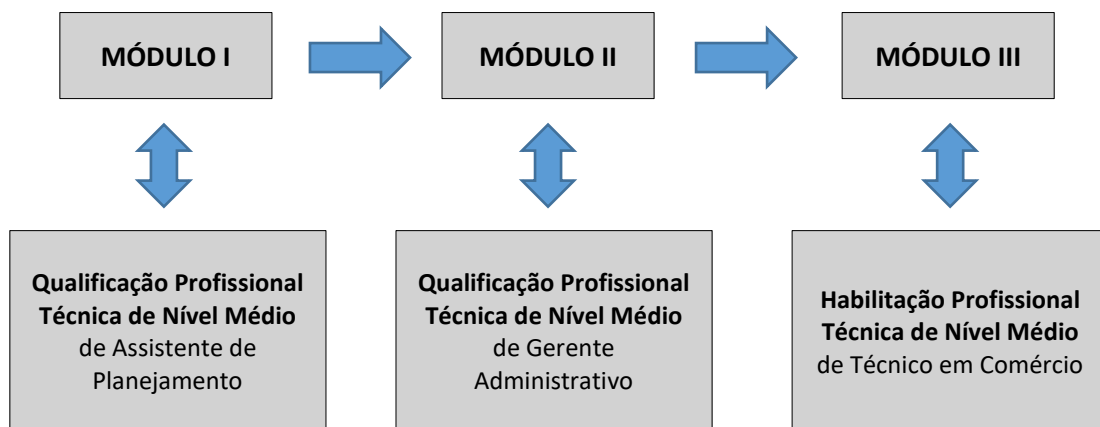 MÓDULO I
MÓDULO II
MÓDULO III
Qualificação Profissional
Técnica de Nível Médio
de Assistente de
Planejamento
Qualificação Profissional
Técnica de Nível Médio
de Gerente
Administrativo
Habilitação Profissional
Técnica de Nível Médio
de Técnico em Comércio